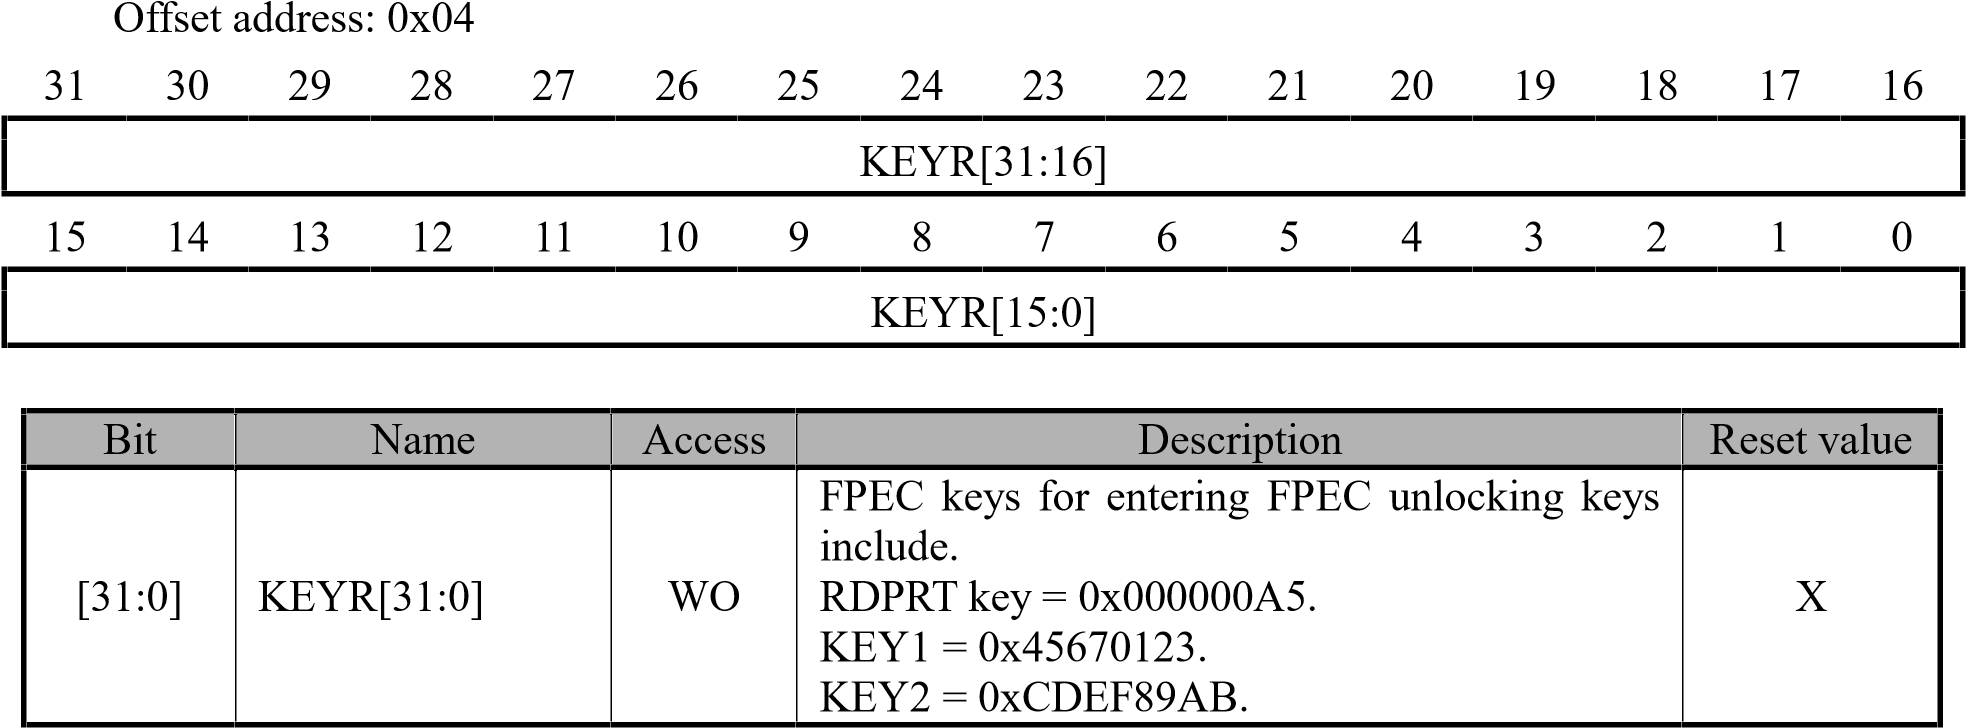 Offset address: 0x04
31 30 29 28 27 26 25 24 23 22 21 20 19 18 17 16
KEYR[31:16]
15 14 13 12 11 10 9 8 7 6 5 4 3 2 1 0
KEYR[15:0]
Bit Name Access Description Reset value
[31:0] KEYR[31:0] WO
FPEC keys for entering FPEC unlocking keys
include.
RDPRT key = 0x000000A5.
KEY1 = 0x45670123.
KEY2 = 0xCDEF89AB.
X